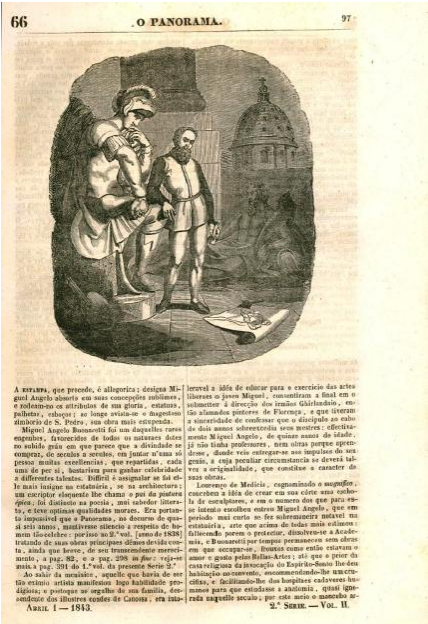 66
O PANORAMA.
97
A ESTAMPA, que precede, é allegorica; designa Mi-
guel Angelo absorto em suas concepções sublimes,
e rodeam-no os attributos de sua gloria, estatuas,
palhetas, esboços; ao longe avista-se o magestoso
zimborio de S. Pedro, sua obra mais estupenda.
Miguel Angelo Buonarotti foi um daquelles raros
engenhos, favorecidos de todos os naturaes dotes
no subido gráu em que parece que a divindade se
compraz, de seculos a seculos, em juntar n'uma só
pessoa muitas excellencias, que repartidas, cada
uma de per si, bastariam para ganhar celebridade
a differentes talentos. Difficil é assignalar se foi el-
le mais insigne na estatuaria, se na architectura;
um escriptor eloquente lhe chama o pai da pintura
epica; foi distincto na poesia, mui sabedor littera-
to, e teve optimas qualidades moraes. Era portan-
to impossivel que o Panorama, no decurso de qua-
si seis annos, mantivesse silencio a respeito de ho-
mem tão celebre: por isso no 2.º vol. [anno de 1838]
tratando de suas obras principaes démos devida con-
ta, ainda que breve, de seu transcendente mereci-
mento, a pag. 82, e a pag. 298 in fine: veja-se
mais a pag. 391 do 1.º vol. da presente Serie 2.ª
Ao sahir da meninice, aquelle que havia de ser
tão eximio artista manifestou logo habilidade pro-
digiosa; e postoque ao orgulho de sua familia, des-
cendente dos illustres condes de Canossa, era into-
leravel a idéa de educar para o exercicio das artes
liberaes o joven Miguel, consentiram a final em o
submetter á direcção dos irmãos Ghirlandaio, en-
tão afamados pintores de Florença, e que tiveram
a sinceridade de confessar que o discipulo ao cabo
de dois annos sobreexcedia seus mestres: effectiva-
mente Miguel Angelo, de quinze annos de idade,
já não tinha professores, nem obras porque apren-
desse, donde veiu entregar-se aos impulsos do seu
genio, a cuja peculiar circumstancia se deverá tal-
vez a originalidade, que constitue o caracter de
suas obras.
Lourenço de Medicis, cognominado o magnifico,
concebera a idéa de crear em sua côrte uma escho-
la de esculptores, e em o numero dos que para es-
se intento escolheu entrou Miguel Angelo, que em
periodo mui curto se fez sobremaneira notavel na
estatuaria, arte que acima de todas mais estimou:
fallecendo porem o protector, dissolveu-se a Acade-
mia, e Buonarotti por tempo permaneceu sem obras
em que occupar-se, frouxas como então estavam o
amor e gosto pelas Bellas-Artes; até que o prior da
casa religiosa da invocação do Espirito-Santo lhe deu
habitação no convento, encommendando-lhe um cru-
cifixo, e facilitando-lhe dos hospitaes cadaveres hu-
manos para que estudasse a anatomia, quasi igno-
rada naquelle seculo; por este meio o mancebo ar-
ABRIL 1 — 1843.
2.ª SERIE. — VOL. II.